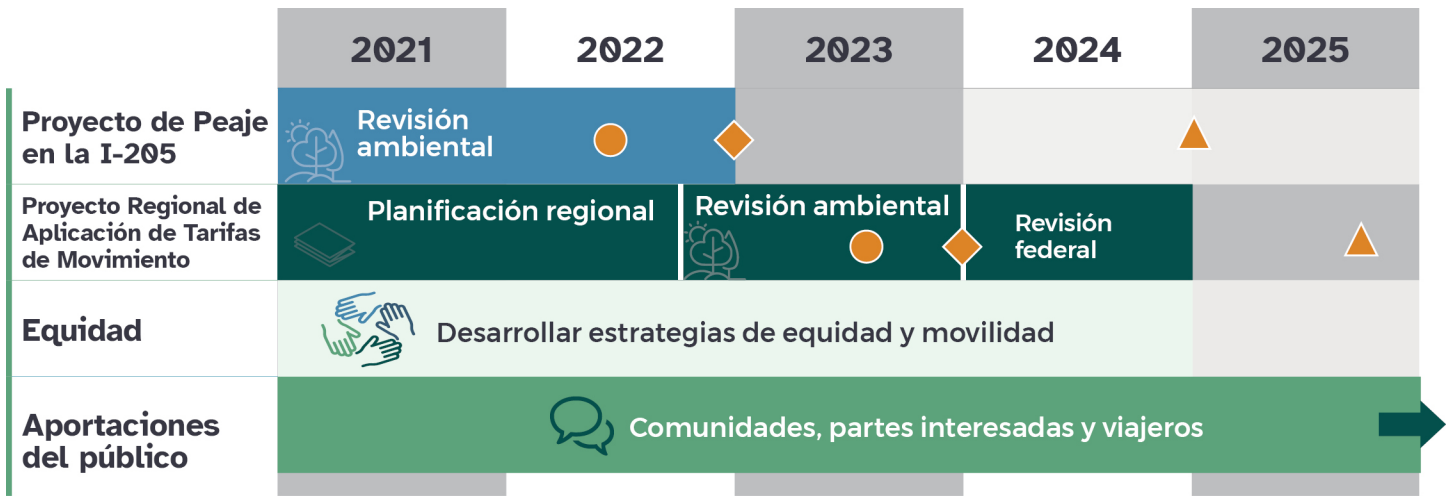 2021 2022 2023 2024 2025
Proyecto de Peaje
en la I-205
Revisión
ambiental
Proyecto Regional de
Aplicación de Tarifas
de Movimiento
Planificación regional
Revisión ambiental
Revisión
federal
Equidad
Desarrollar estrategias de equidad y movilidad
Aportaciones
del público
Comunidades, partes interesadas y viajeros